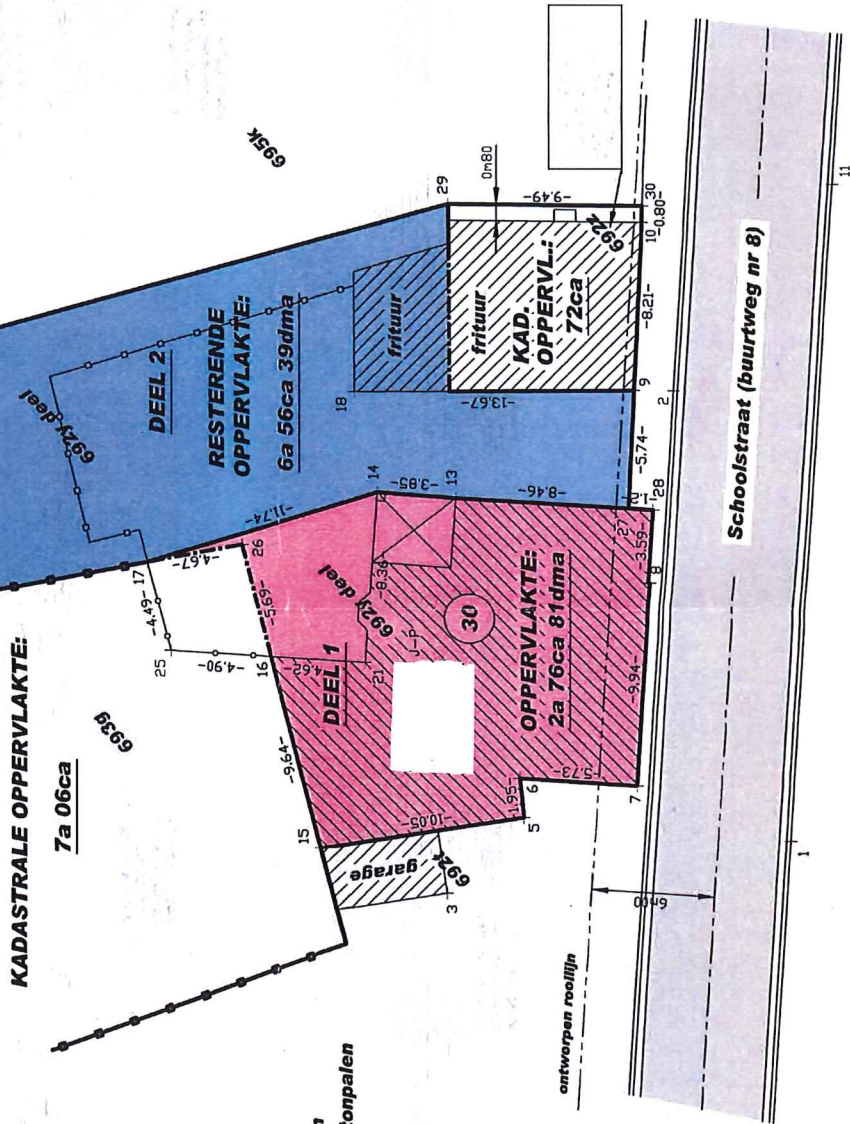 KADASTRALE OPPERVLAKTE:
7a 06ca
693g
695k
692y deel
DEEL 2
RESTERENDE
OPPERVLAKTE:
6a 56ca 39dma
frituur
frituur
KAD.
OPPERVL.:
72ca
692z
0m80
29
-9.49-
30
-0.80-
10
-8.21-
9
2
-13.67-
18
-5.74-
14
-3.85-
13
-8.46-
28
27
-3.59-
8
-11.74-
26
-4.67-
17
-4.49-
25
-4.90-
16
-5.69-
-4.62-
21
-8.36-
692y deel
J-P
DEEL 1
30
OPPERVLAKTE:
2a 76ca 81dma
-9.64-
15
-10.05-
garage
3
5
1.95-
6
-5.73-
7
-9.94-
6m00
ontworpen rooilijn
Schoolstraat (buurtweg nr 8)
1
11
tonpalen